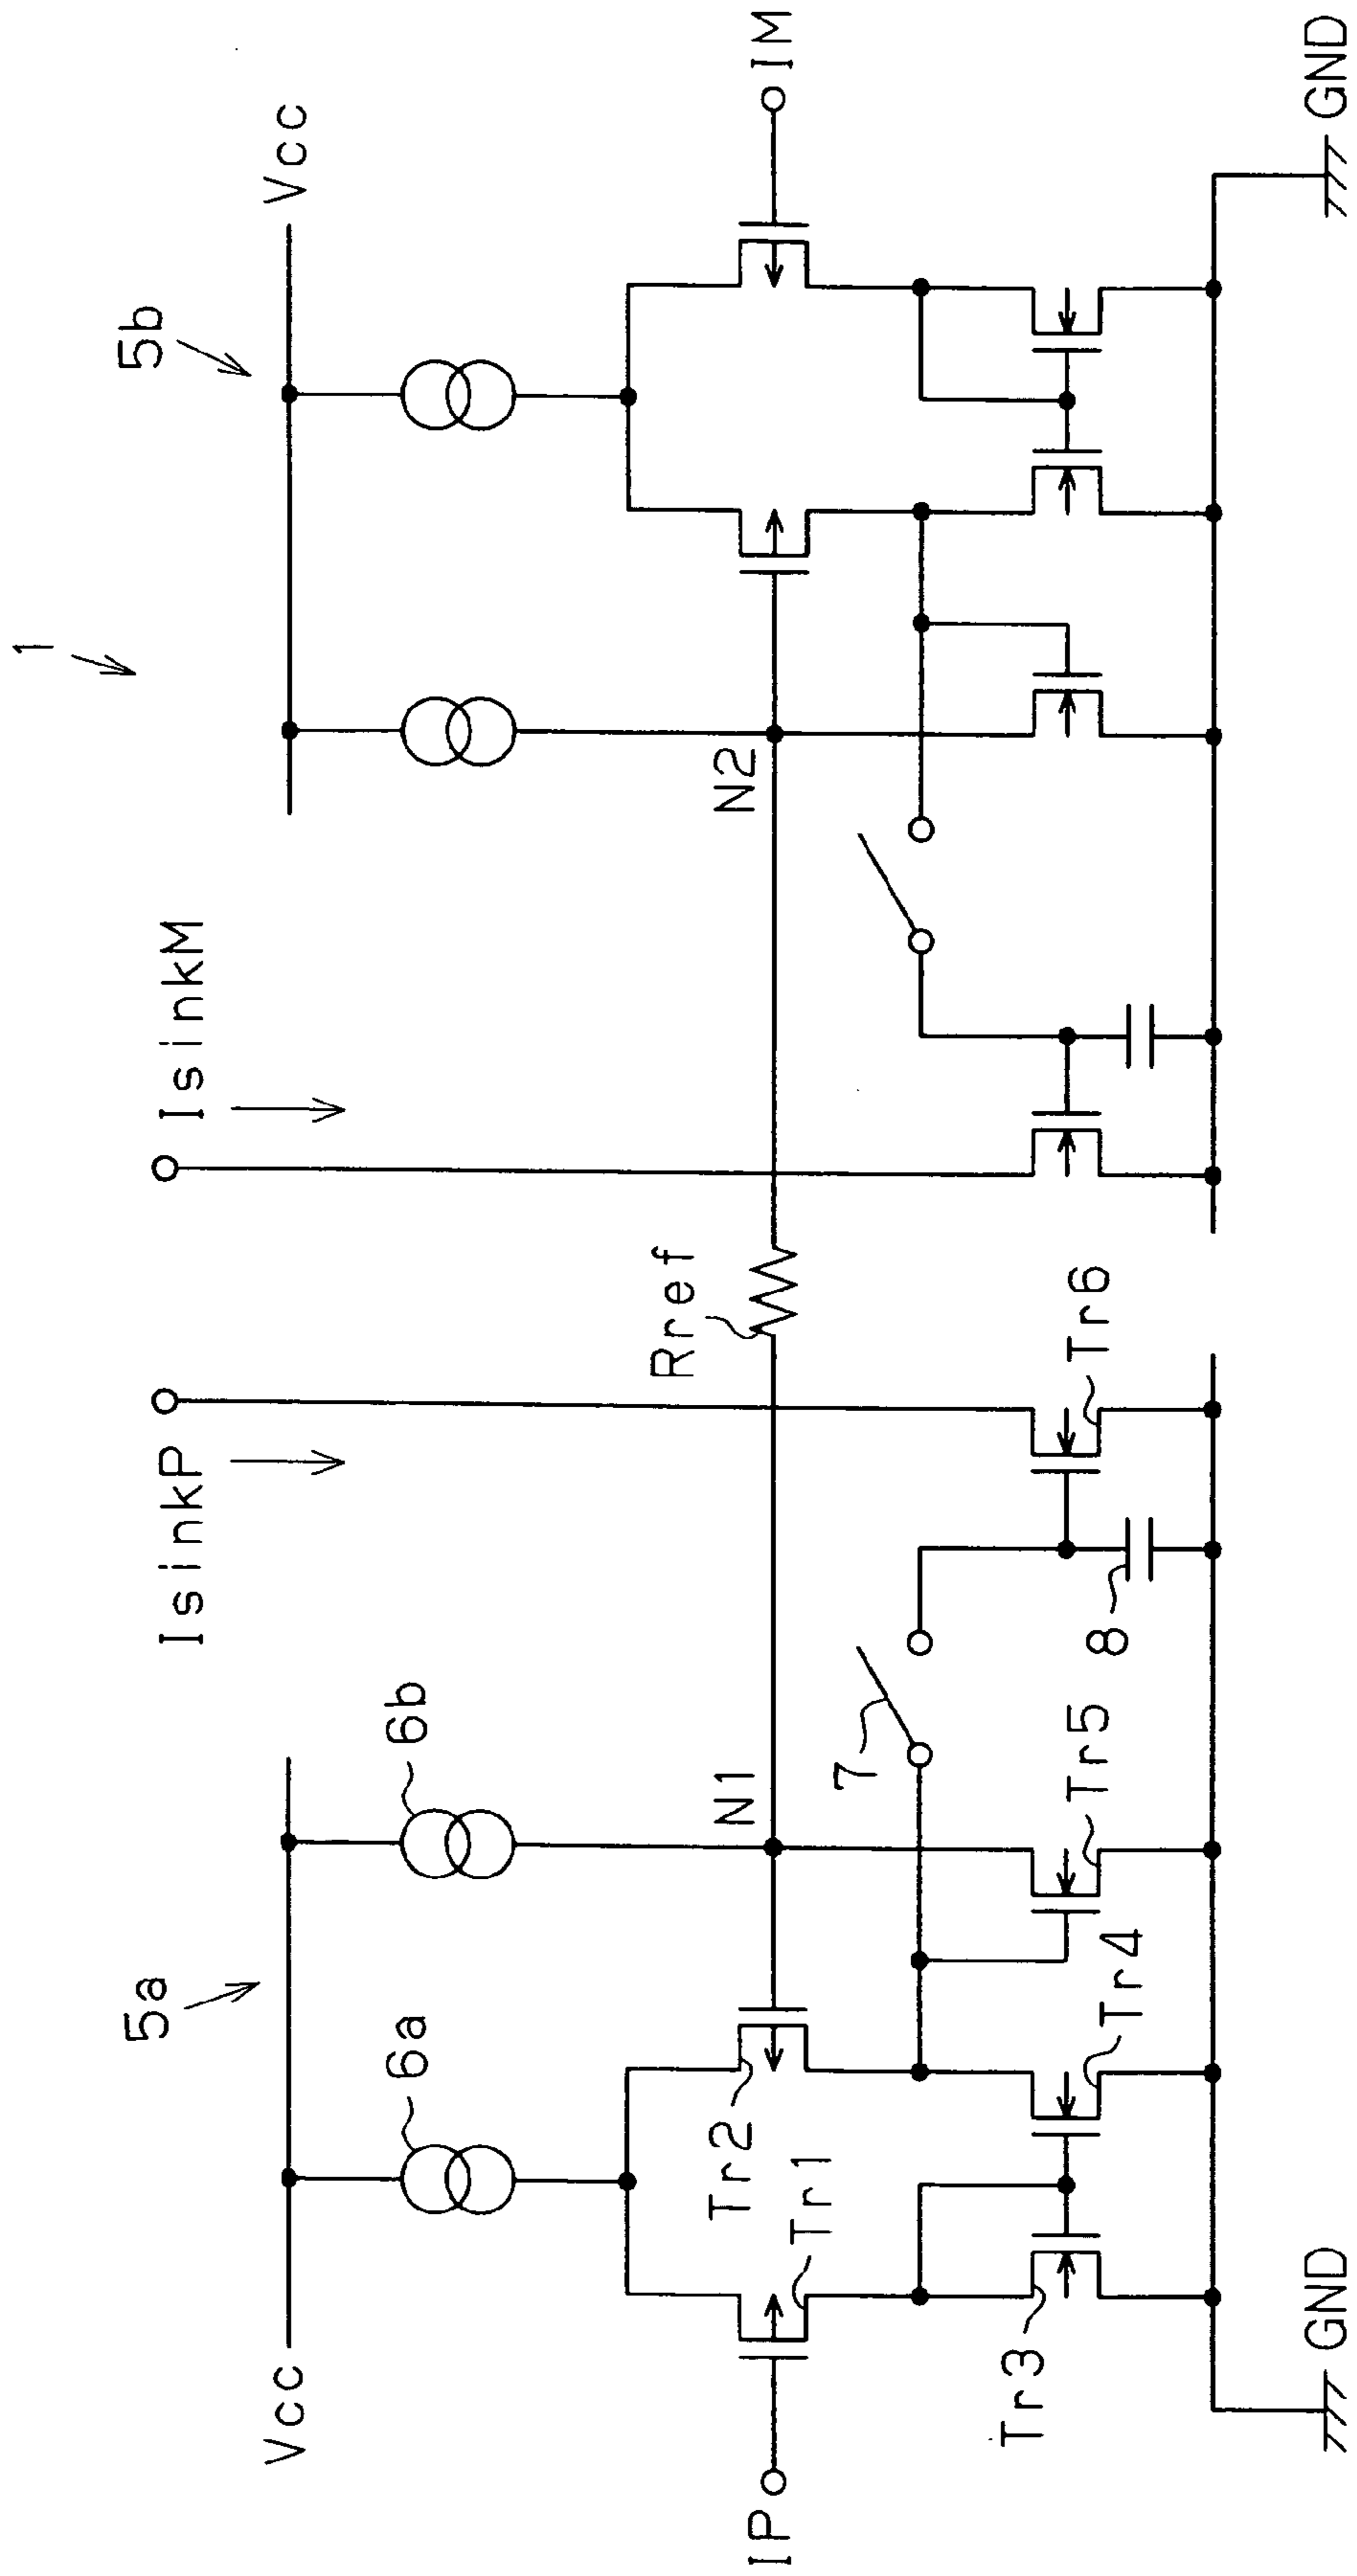 1
5a
5b
Vcc
Vcc
6a
6b
IsinkP
IsinkM
IP
Tr1
Tr2
N1
Rref
N2
IM
7
Tr3
Tr4
Tr5
8
Tr6
GND
GND